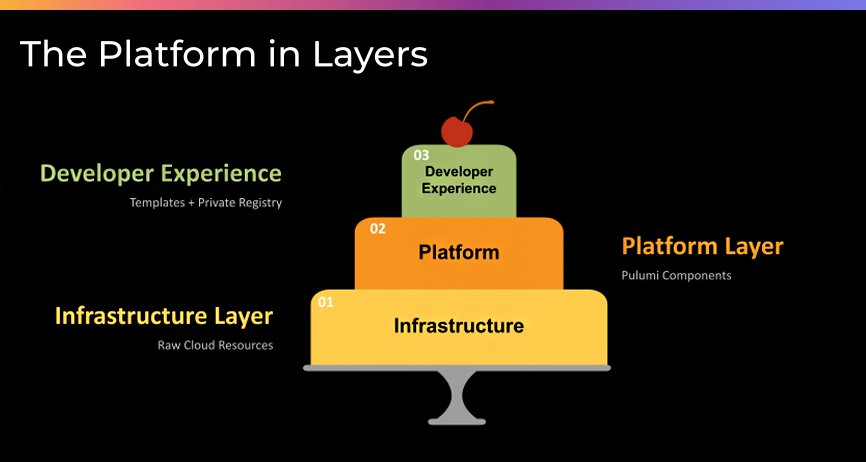 The Platform in Layers
03
Developer
Experience
Developer Experience
Templates + Private Registry
02
Platform
Platform Layer
Pulumi Components
01
Infrastructure
Infrastructure Layer
Raw Cloud Resources